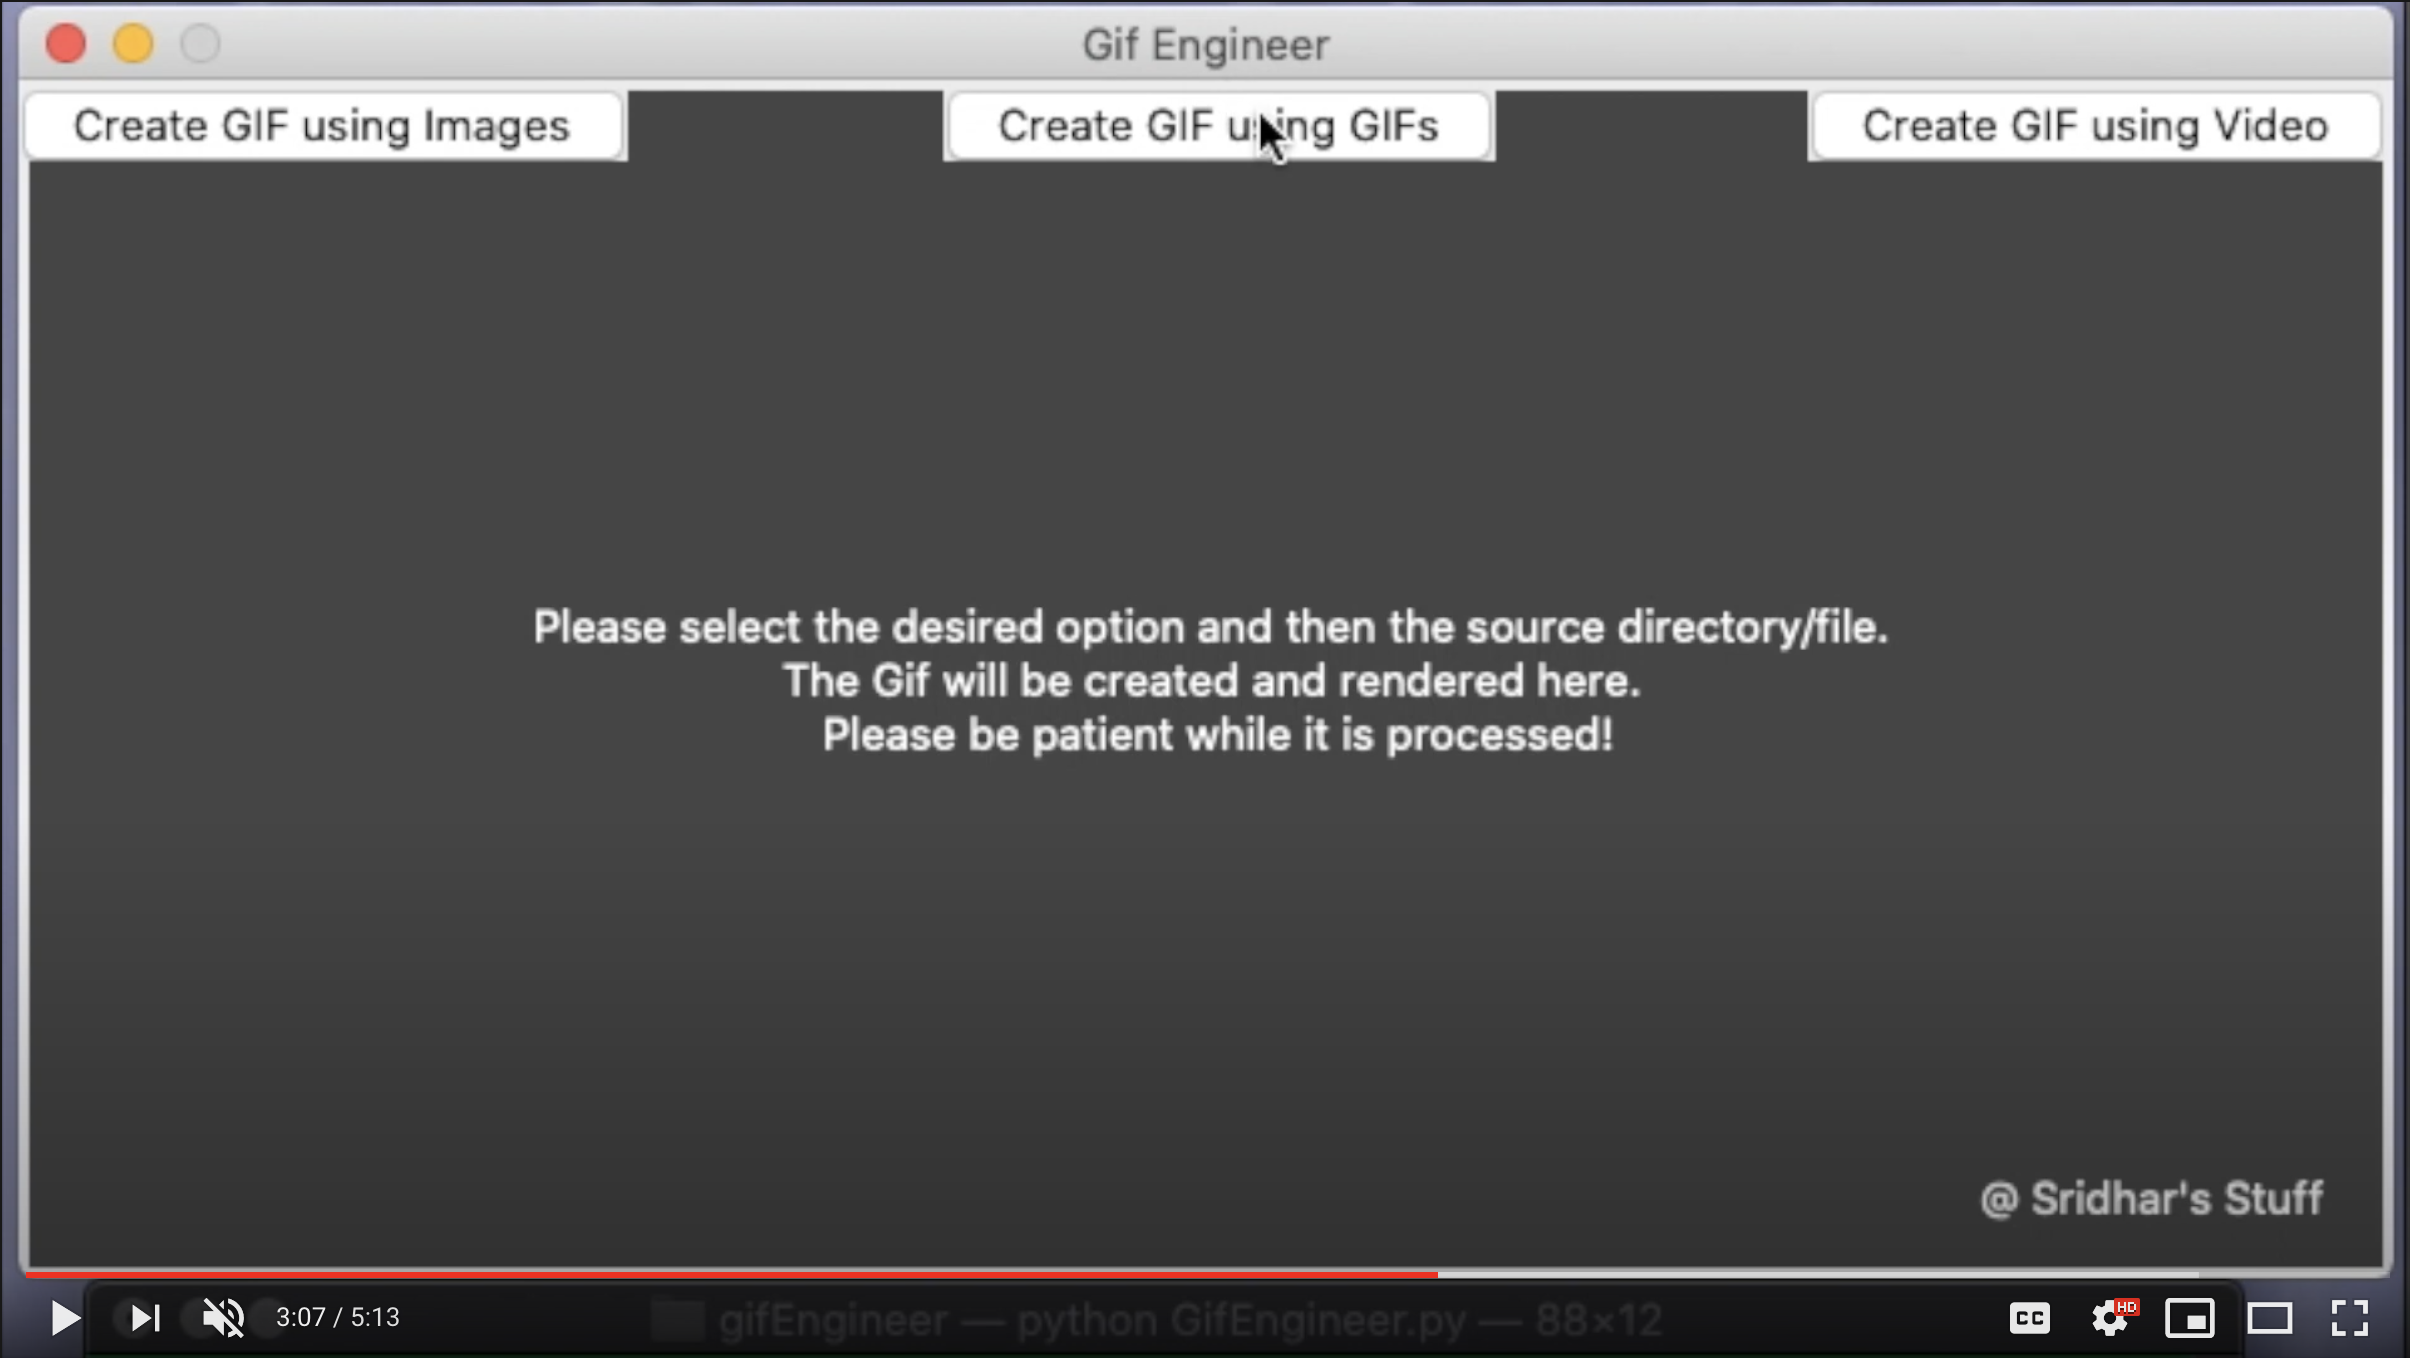 Gif Engineer
Create GIF using Images
Create GIF using GIFs
Create GIF using Video
Please select the desired option and then the source directory/file.
The Gif will be created and rendered here.
Please be patient while it is processed!
@ Sridhar's Stuff
3:07 / 5:13
gifEngineer — python GifEngineer.py — 88×12
CC
HD